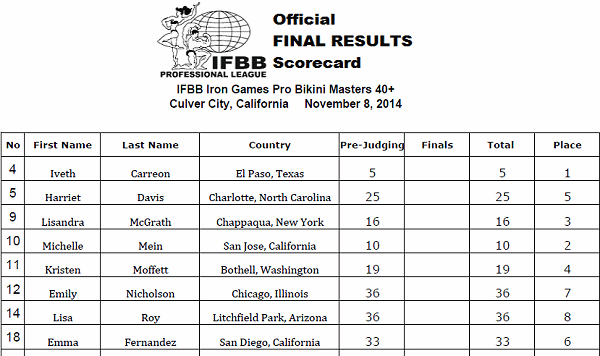 Official
FINAL RESULTS
Scorecard
IFBB
PROFESSIONAL LEAGUE
IFBB Iron Games Pro Bikini Masters 40+
Culver City, California November 8, 2014
No First Name Last Name Country Pre-Judging Finals Total Place
4 Iveth Carreon El Paso, Texas 5 5 1
5 Harriet Davis Charlotte, North Carolina 25 25 5
9 Lisandra McGrath Chappaqua, New York 16 16 3
10 Michelle Mein San Jose, California 10 10 2
11 Kristen Moffett Bothell, Washington 19 19 4
12 Emily Nicholson Chicago, Illinois 36 36 7
14 Lisa Roy Litchfield Park, Arizona 36 36 8
18 Emma Fernandez San Diego, California 33 33 6